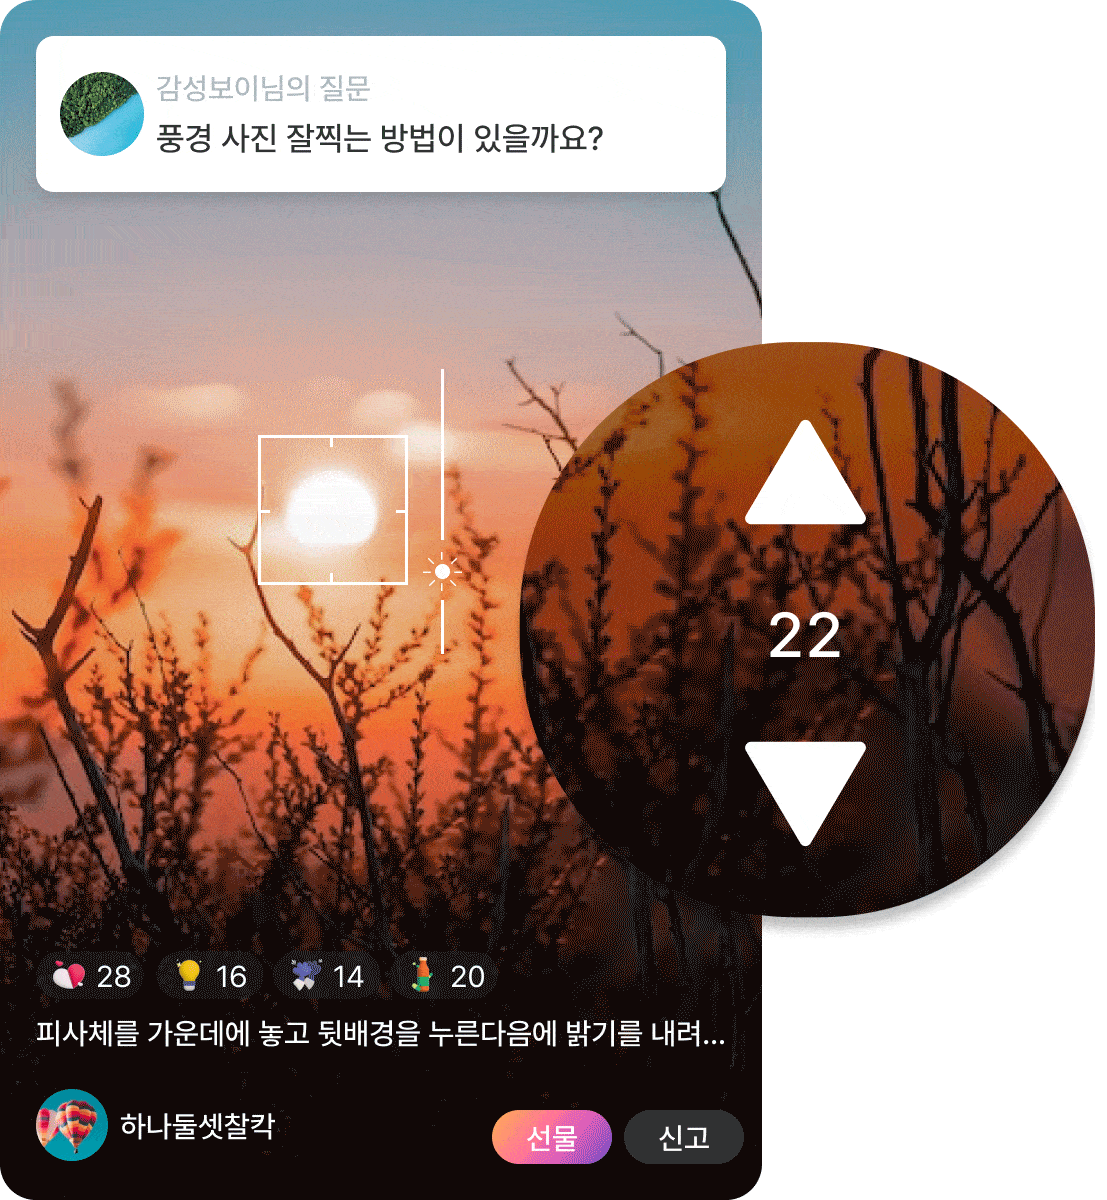 감성보이님의 질문
풍경 사진 잘찍는 방법이 있을까요?
22
28 16 14 20
피사체를 가운데에 놓고 뒷배경을 누른다음에 밝기를 내려...
하나둘셋찰칵
선물 신고